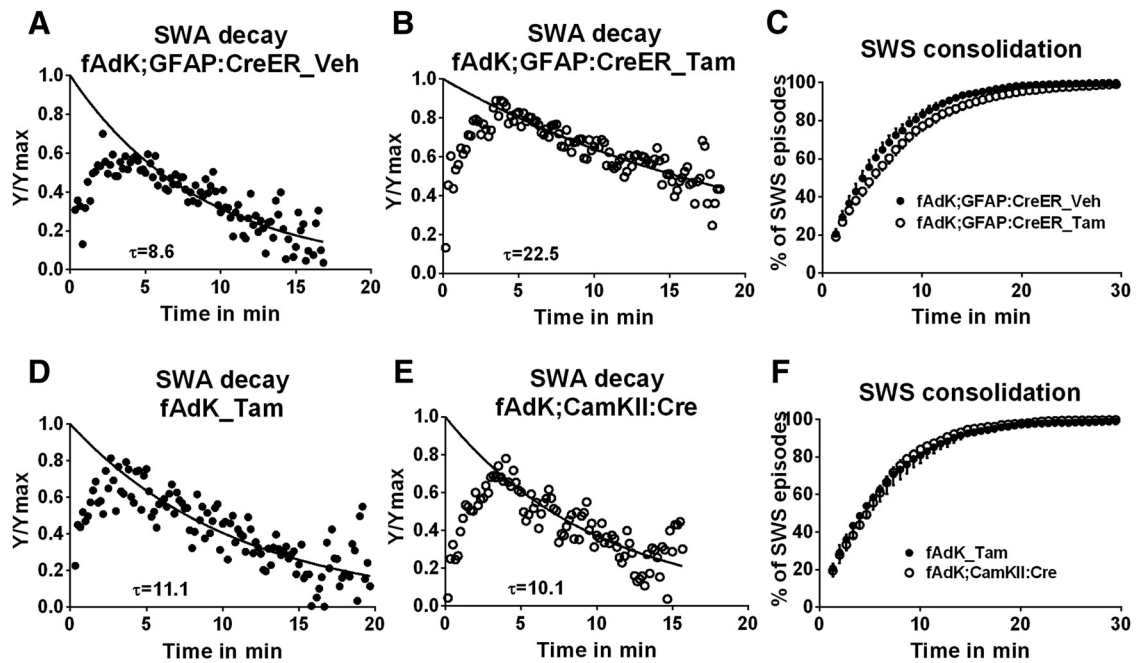 A
SWA decay
fAdK;GFAP:CreER_Veh
Y/Ymax
1.0
0.8
0.6
0.4
0.2
0.0
τ=8.6
0 5 10 15 20
Time in min
B
SWA decay
fAdK;GFAP:CreER_Tam
1.0
0.8
0.6
0.4
0.2
0.0
τ=22.5
0 5 10 15 20
Time in min
C
SWS consolidation
% of SWS episodes
100
80
60
40
20
0
fAdK;GFAP:CreER_Veh
fAdK;GFAP:CreER_Tam
0 10 20 30
Time in min
D
SWA decay
fAdK_Tam
Y/Ymax
1.0
0.8
0.6
0.4
0.2
0.0
τ=11.1
0 5 10 15 20
Time in min
E
SWA decay
fAdK;CamKII:Cre
1.0
0.8
0.6
0.4
0.2
0.0
τ=10.1
0 5 10 15 20
Time in min
F
SWS consolidation
% of SWS episodes
100
80
60
40
20
0
fAdK_Tam
fAdK;CamKII:Cre
0 10 20 30
Time in min